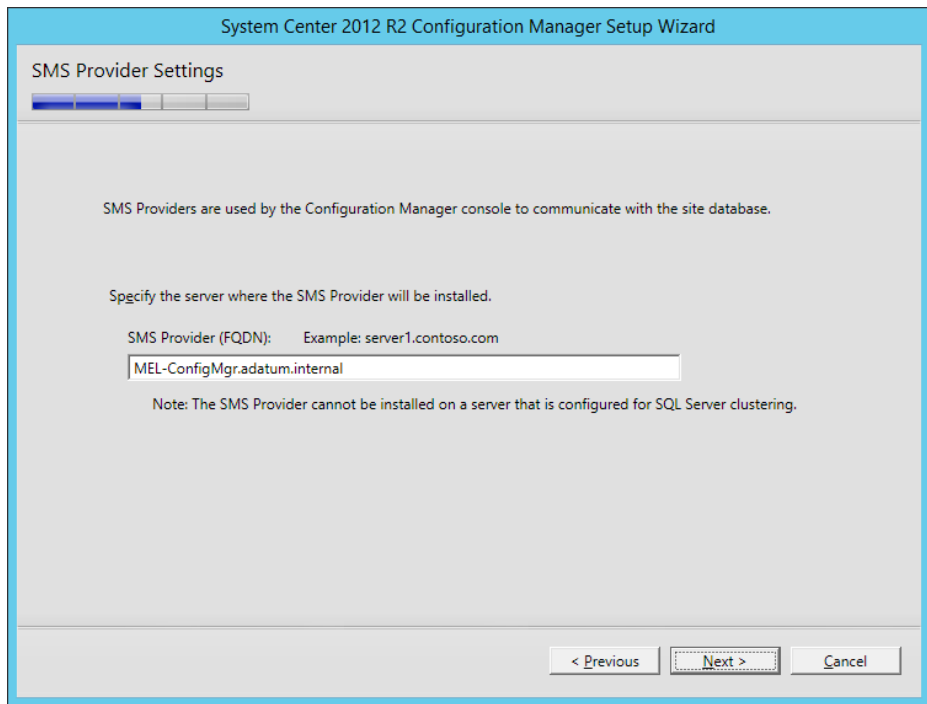 System Center 2012 R2 Configuration Manager Setup Wizard
SMS Provider Settings
SMS Providers are used by the Configuration Manager console to communicate with the site database.
Specify the server where the SMS Provider will be installed.
SMS Provider (FQDN): Example: server1.contoso.com
MEL-ConfigMgr.adatum.internal
Note: The SMS Provider cannot be installed on a server that is configured for SQL Server clustering.
< Previous Next > Cancel